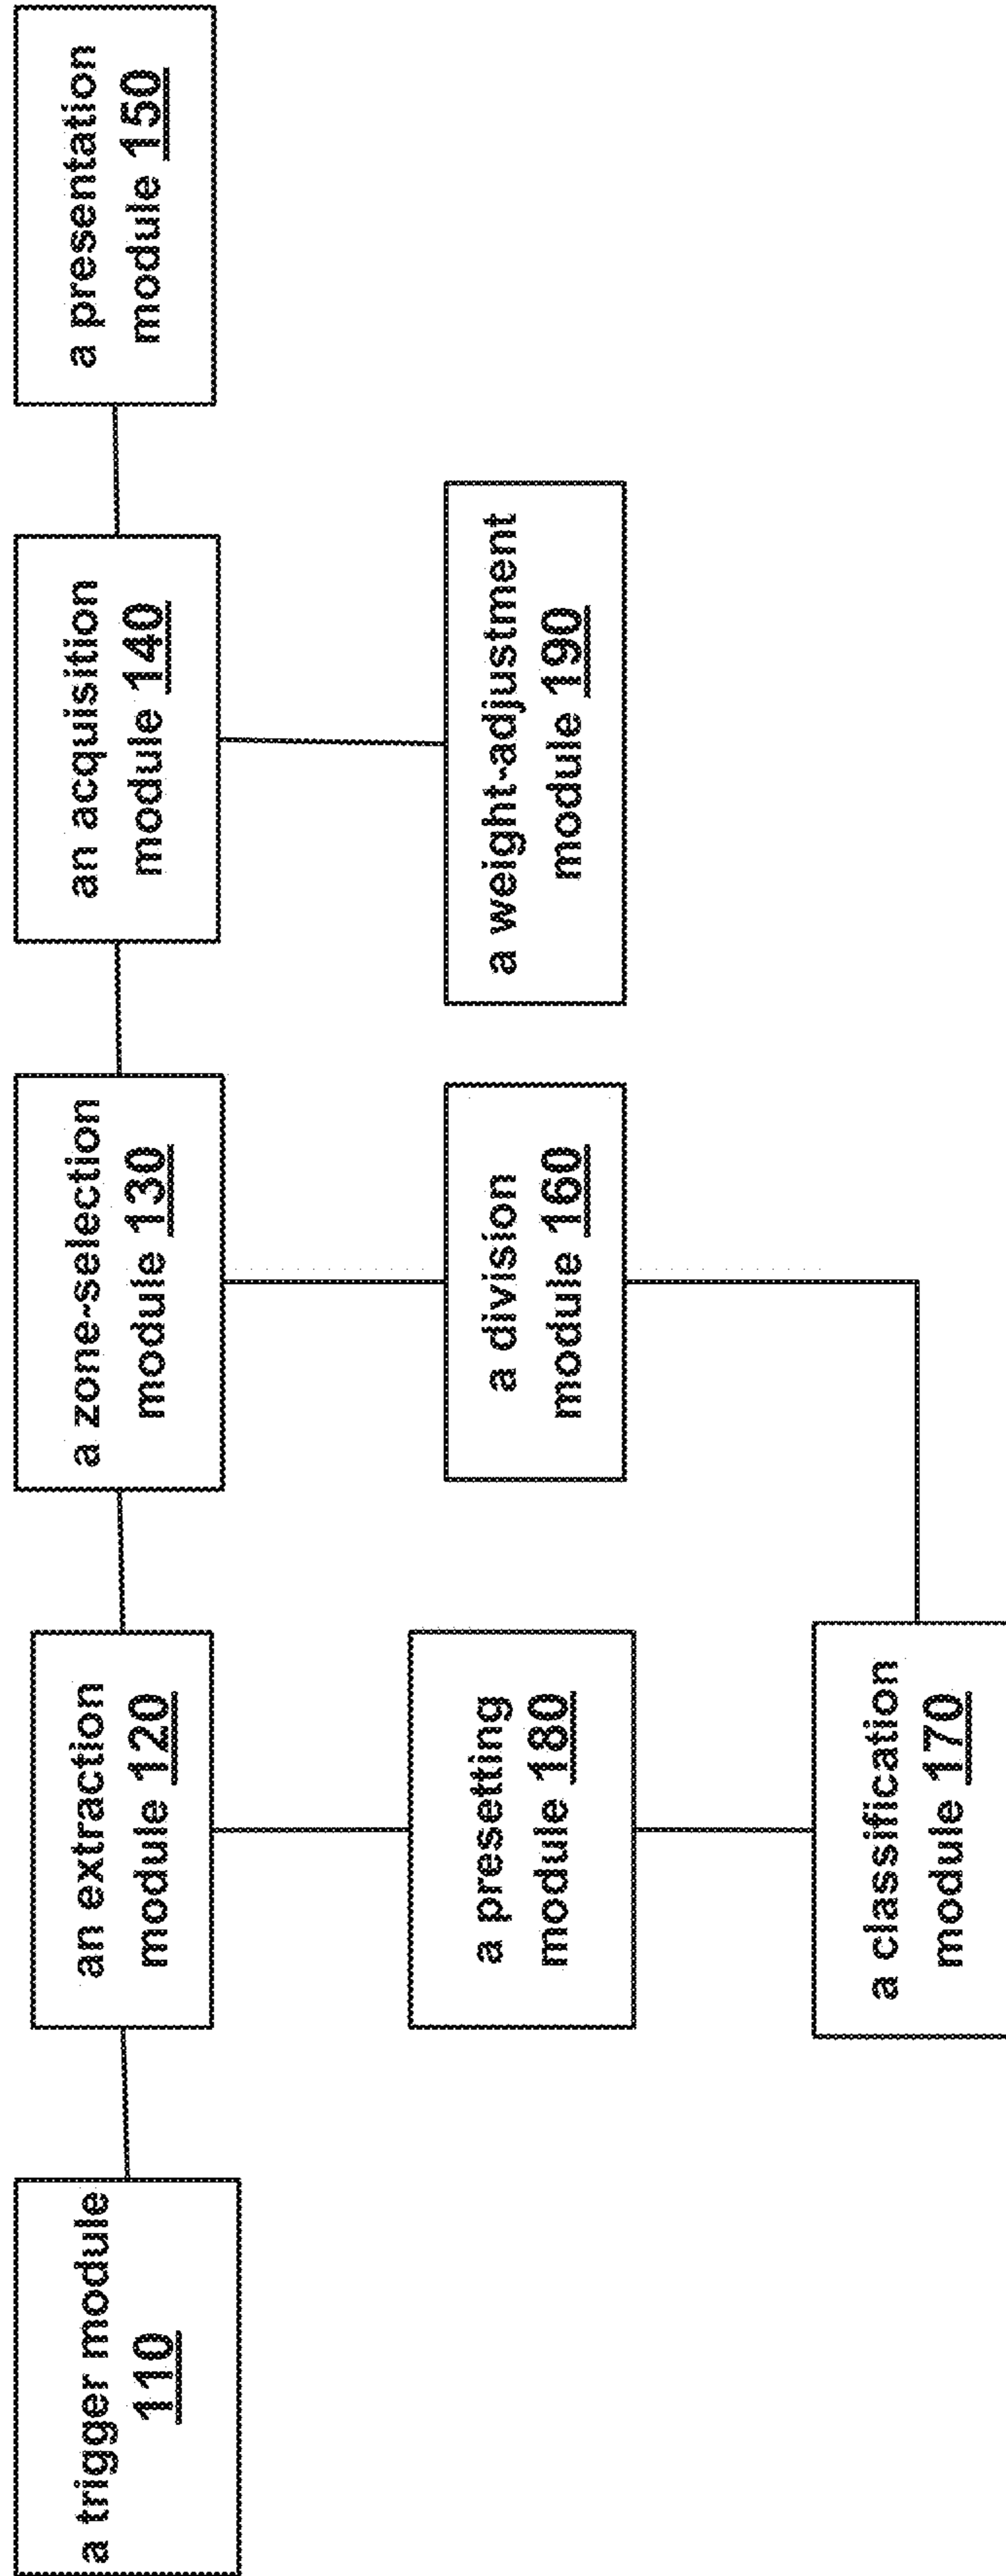 a trigger module
110
an extraction
module 120
a zone-selection
module 130
an acquisition
module 140
a presentation
module 150
a presetting
module 180
a division
module 160
a weight-adjustment
module 190
a classification
module 170